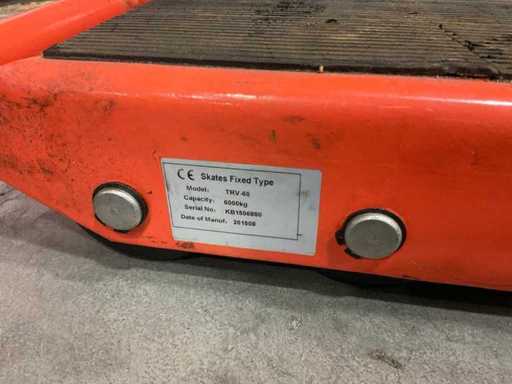 CE Skates Fixed Type
Model: TRV-60
Capacity: 6000kg
Serial No. KB1506880
Date of Manuf. 201508